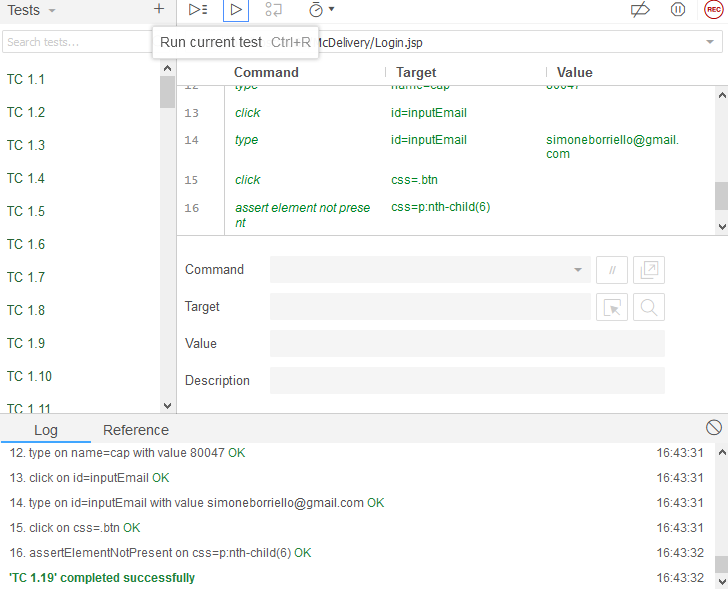 Tests
+
REC
Search tests...
Run current test Ctrl+R
McDelivery/Login.jsp
Command Target Value
TC 1.1
TC 1.2
TC 1.3
TC 1.4
TC 1.5
TC 1.6
TC 1.7
TC 1.8
TC 1.9
TC 1.10
TC 1.11
12 type name=cap 80047
13 click id=inputEmail
14 type id=inputEmail simoneborriello@gmail.
com
15 click css=.btn
16 assert element not prese css=p:nth-child(6)
nt
Command //
Target
Value
Description
Log Reference
12. type on name=cap with value 80047 OK 16:43:31
13. click on id=inputEmail OK 16:43:31
14. type on id=inputEmail with value simoneborriello@gmail.com OK 16:43:31
15. click on css=.btn OK 16:43:31
16. assertElementNotPresent on css=p:nth-child(6) OK 16:43:32
'TC 1.19' completed successfully 16:43:32